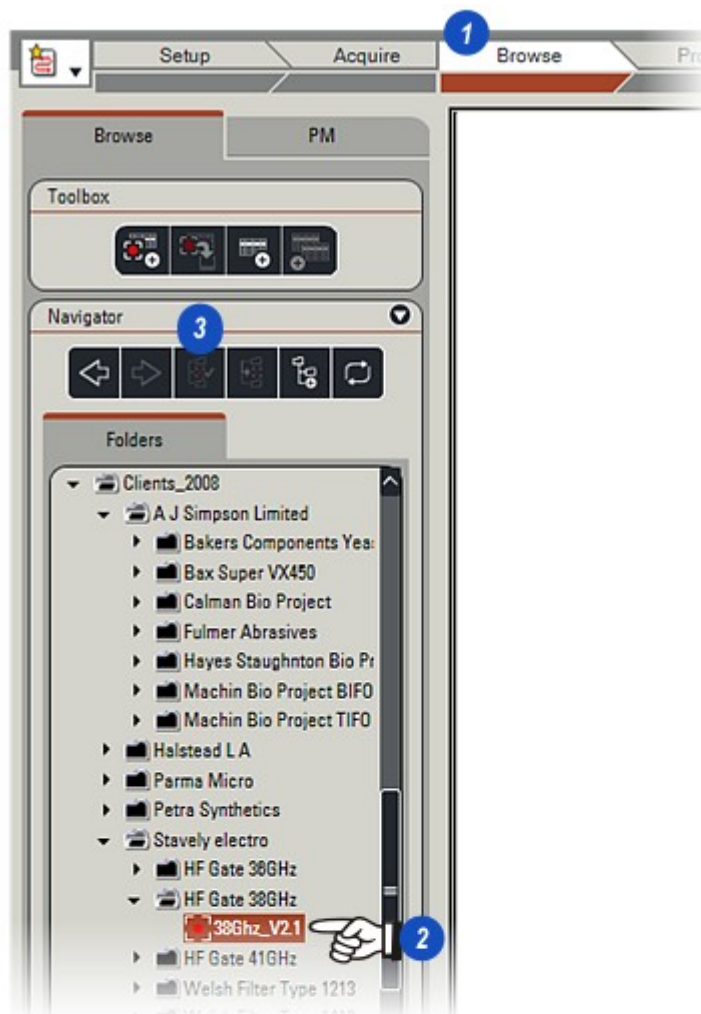 1
Setup Acquire Browse Pro
Browse PM
Toolbox
Navigator 3
Folders
Clients_2008
A J Simpson Limited
Bakers Components Yea
Bax Super VX450
Calman Bio Project
Fulmer Abrasives
Hayes Staughnton Bio Pr
Machin Bio Project BIFO
Machin Bio Project TIFO
Halstead L A
Parma Micro
Petra Synthetics
Stavely electro
HF Gate 36GHz
HF Gate 38GHz
38Ghz_V2.1 2
HF Gate 41GHz
Welsh Filter Type 1213